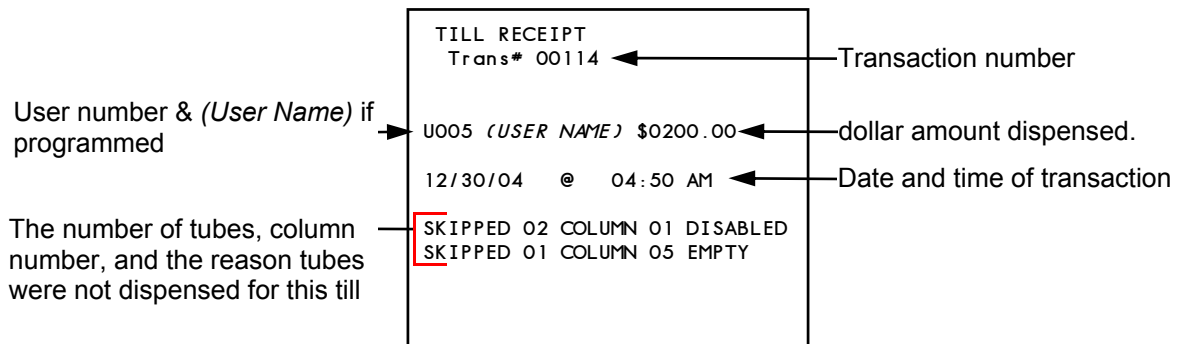 TILL RECEIPT
Trans# 00114
Transaction number
User number & (User Name) if
programmed
U005 (USER NAME) $0200.00
dollar amount dispensed.
12/30/04 @ 04:50 AM
Date and time of transaction
The number of tubes, column
number, and the reason tubes
were not dispensed for this till
SKIPPED 02 COLUMN 01 DISABLED
SKIPPED 01 COLUMN 05 EMPTY